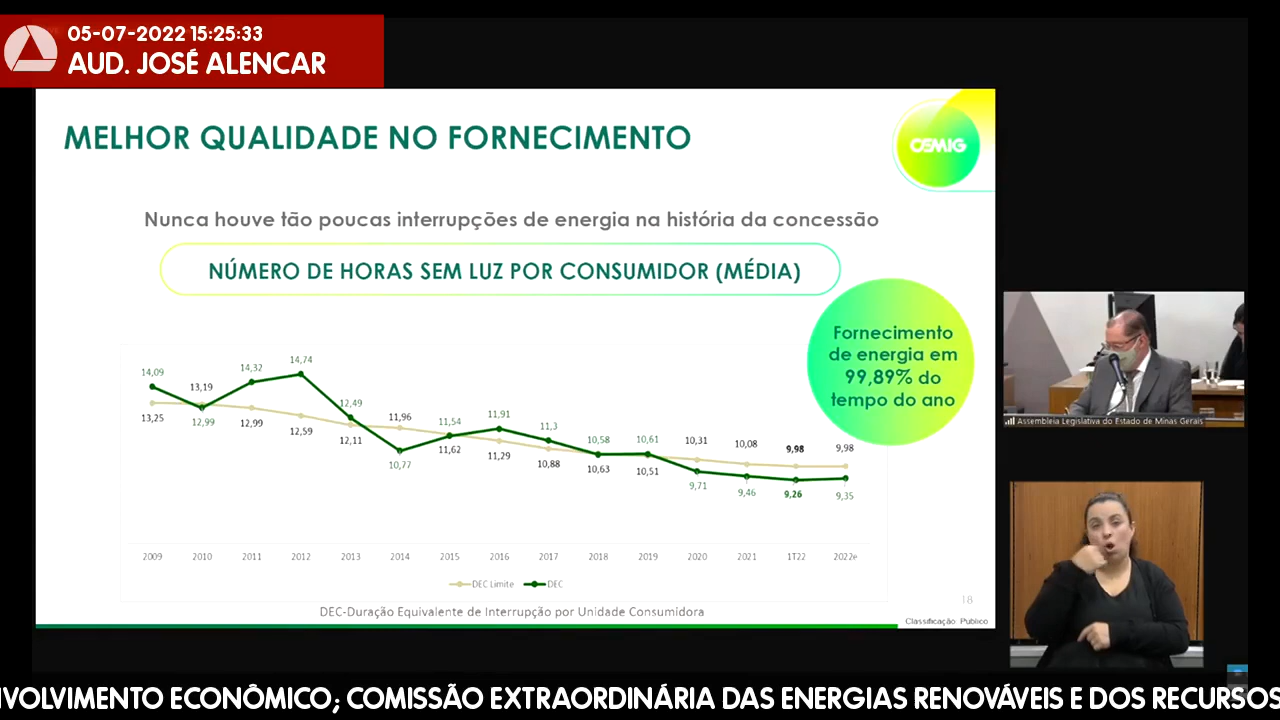 05-07-2022 15:25:33
AUD. JOSÉ ALENCAR
MELHOR QUALIDADE NO FORNECIMENTO
CEMIG
Nunca houve tão poucas interrupções de energia na história da concessão
NÚMERO DE HORAS SEM LUZ POR CONSUMIDOR (MÉDIA)
Fornecimento
de energia em
99,89% do
tempo do ano
14,09 13,19 14,32 14,74 12,49 11,96 11,54 11,91 11,3 10,58 10,61 10,31 10,08 9,98 9,98
13,25 12,99 12,99 12,59 12,11 10,77 11,62 11,29 10,88 10,63 10,51 9,71 9,46 9,26 9,35
2009 2010 2011 2012 2013 2014 2015 2016 2017 2018 2019 2020 2021 1T22 2022e
DEC Limite DEC
DEC-Duração Equivalente de Interrupção por Unidade Consumidora
18
Classificação: Público
Assembleia Legislativa do Estado de Minas Gerais
NVOLVIMENTO ECONÔMICO; COMISSÃO EXTRAORDINÁRIA DAS ENERGIAS RENOVÁVEIS E DOS RECURSOS